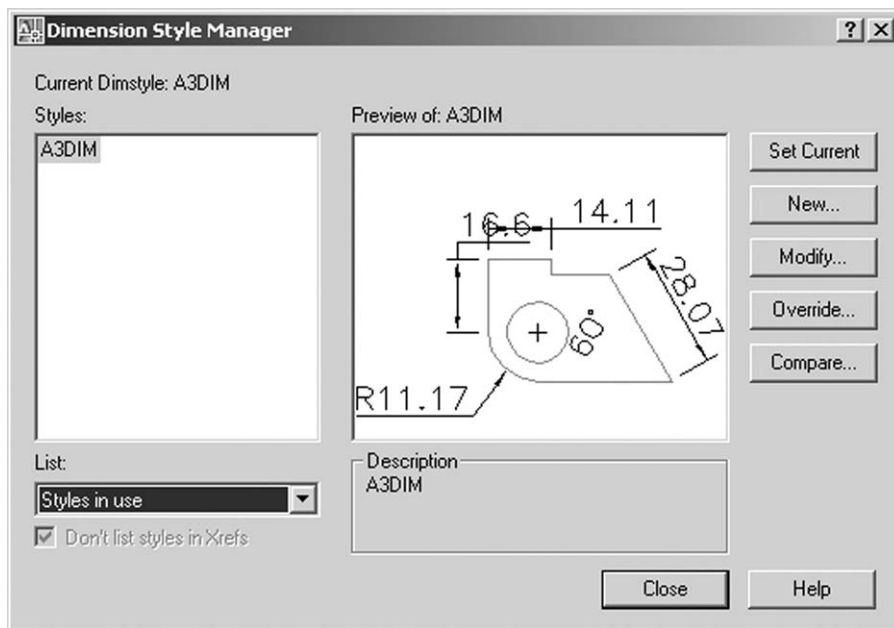 Dimension Style Manager
Current Dimstyle: A3DIM
Styles:
A3DIM
Preview of: A3DIM
16.6
14.11
28.07
60°
R11.17
Set Current
New...
Modify...
Override...
Compare...
List:
Styles in use
Don't list styles in Xrefs
Description
A3DIM
Close
Help